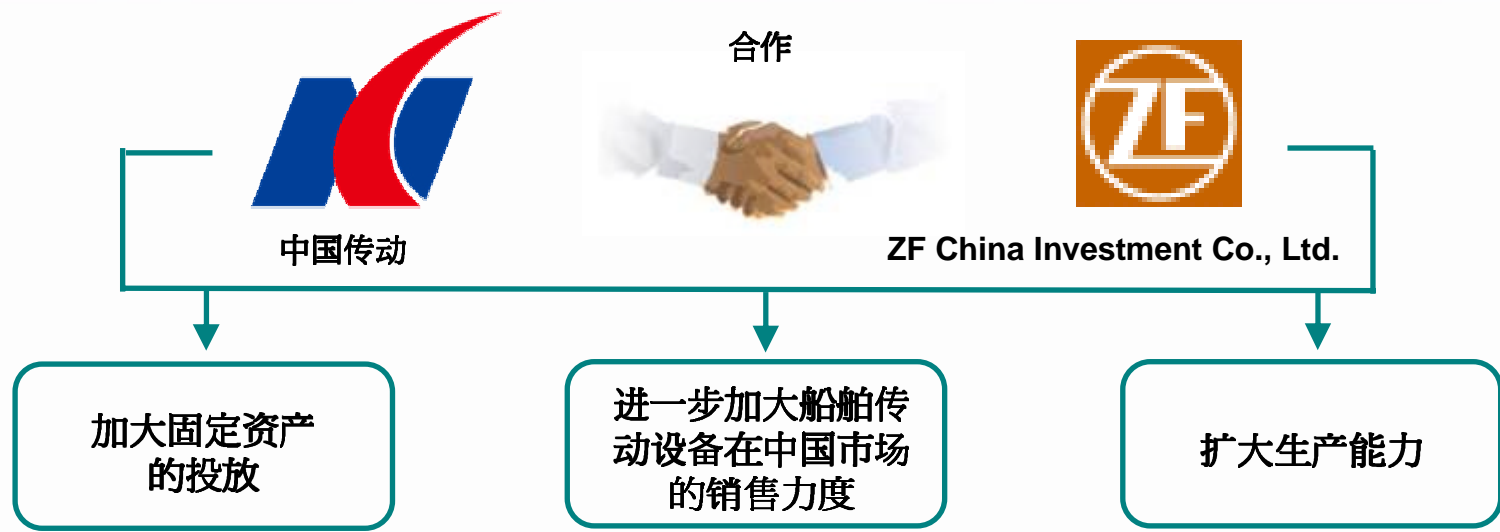 合作
ZF
中国传动
ZF China Investment Co., Ltd.
加大固定资产
的投放
进一步加大船舶传
动设备在中国市场
的销售力度
扩大生产能力